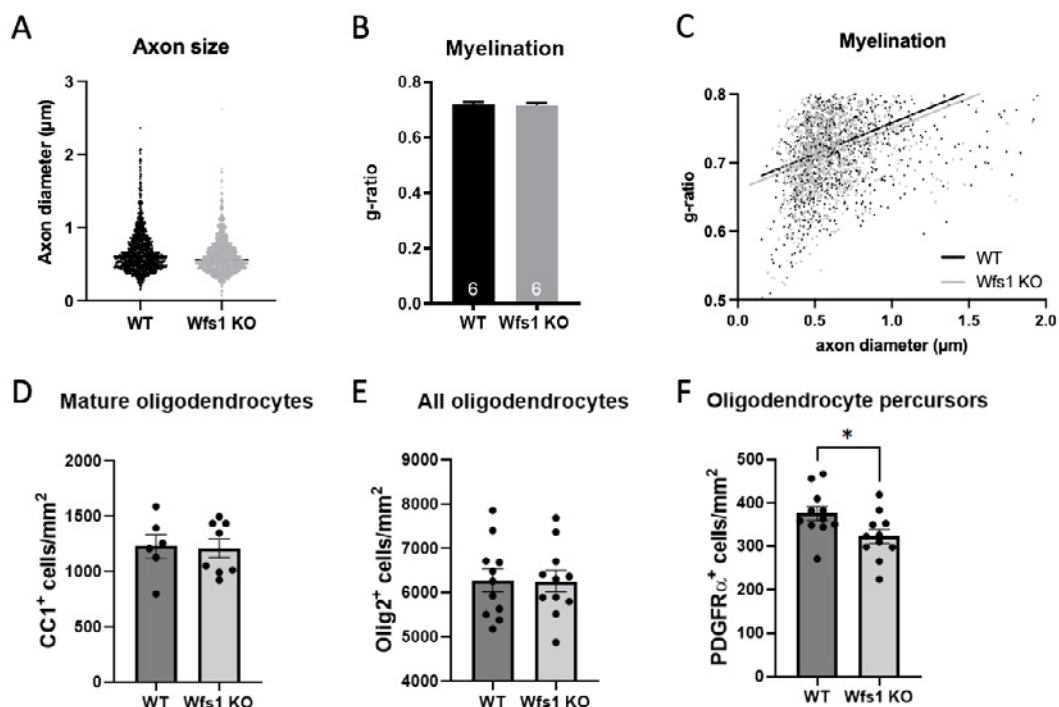 A
Axon size
Axon diameter (µm)
3
2
1
0
WT
Wfs1 KO
B
Myelination
g-ratio
0.8
0.6
0.4
0.2
0.0
6
6
WT
Wfs1 KO
C
Myelination
g-ratio
0.8
0.7
0.6
0.5
WT
Wfs1 KO
0.0
0.5
1.0
1.5
2.0
axon diameter (µm)
D
Mature oligodendrocytes
CC1⁺ cells/mm²
2000
1500
1000
500
0
WT
Wfs1 KO
E
All oligodendrocytes
Olig2⁺ cells/mm²
9000
8000
7000
6000
5000
4000
WT
Wfs1 KO
F
Oligodendrocyte percursors
*
PDGFRα⁺ cells/mm²
500
400
300
200
100
0
WT
Wfs1 KO